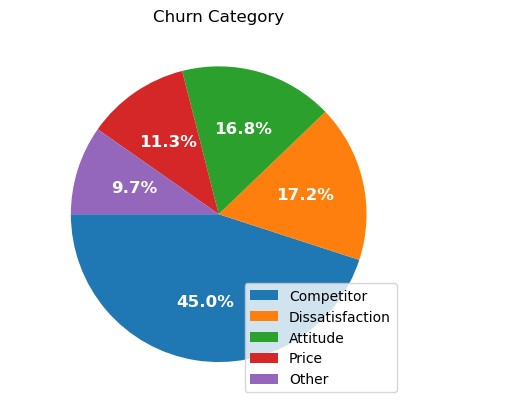 Churn Category
16.8%
11.3%
9.7%
17.2%
45.0%
Competitor
Dissatisfaction
Attitude
Price
Other